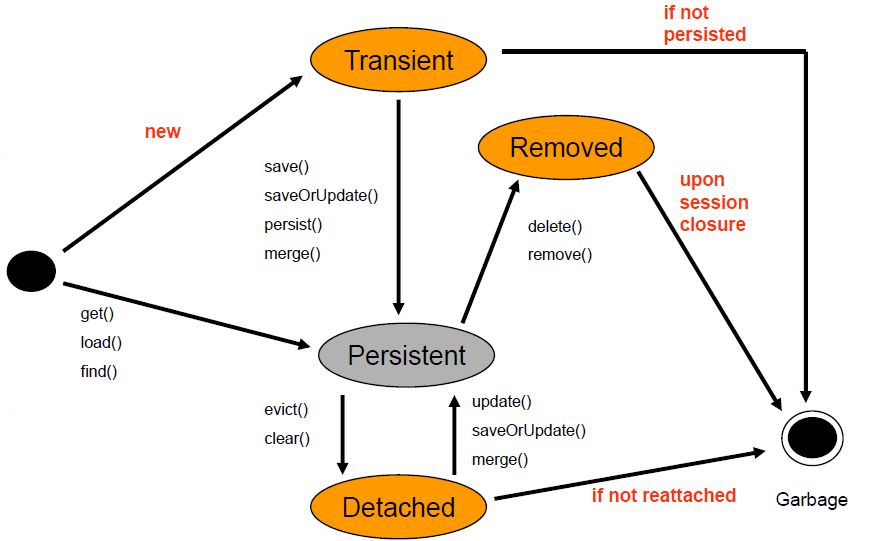 if not
persisted
Transient
new
Removed
save()
saveOrUpdate()
persist()
merge()
upon
session
closure
delete()
remove()
get()
load()
find()
Persistent
evict()
clear()
update()
saveOrUpdate()
merge()
Detached
if not reattached
Garbage